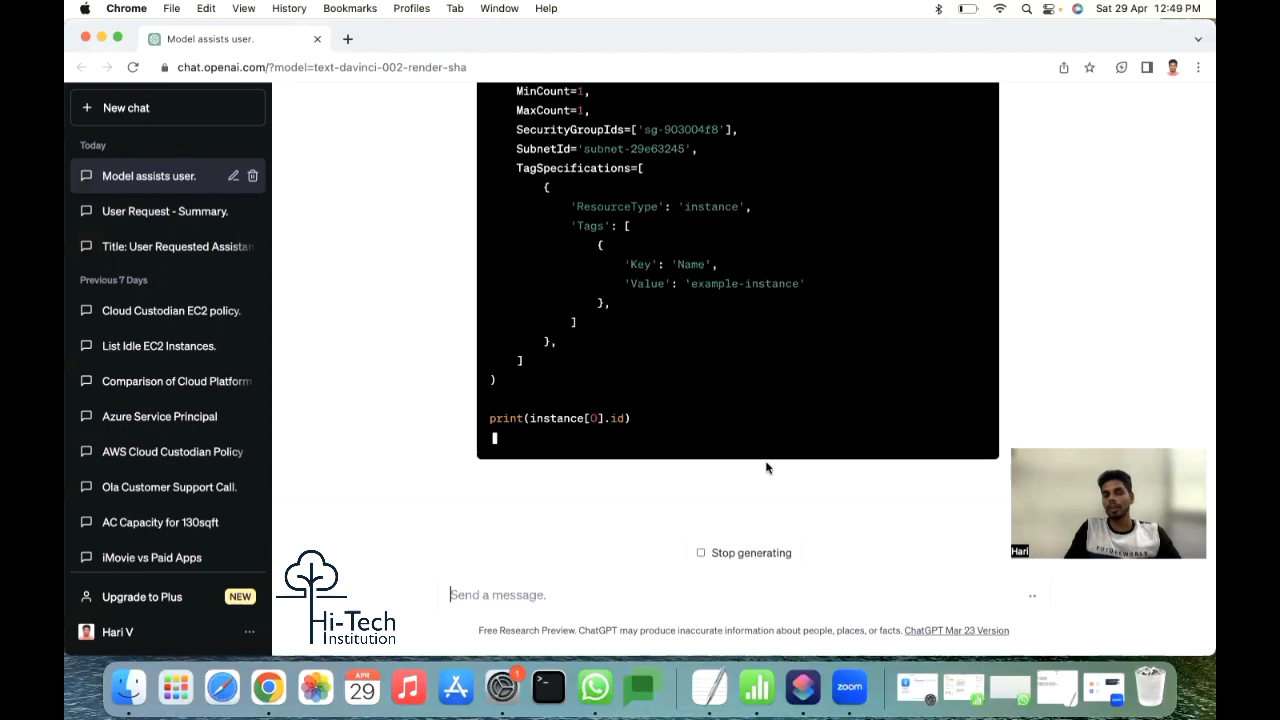 Chrome File Edit View History Bookmarks Profiles Tab Window Help Sat 29 Apr 12:49 PM
Model assists user.
chat.openai.com/?model=text-davinci-002-render-sha
New chat
Today
Model assists user.
User Request - Summary.
Title: User Requested Assistan
Previous 7 Days
Cloud Custodian EC2 policy.
List Idle EC2 Instances.
Comparison of Cloud Platform
Azure Service Principal
AWS Cloud Custodian Policy
Ola Customer Support Call.
AC Capacity for 130sqft
iMovie vs Paid Apps
Upgrade to Plus NEW
Hari V
MinCount=1,
MaxCount=1,
SecurityGroupIds=['sg-903004f8'],
SubnetId='subnet-29e63245',
TagSpecifications=[
{
'ResourceType': 'instance',
'Tags': [
{
'Key': 'Name',
'Value': 'example-instance'
},
]
},
]
)
print(instance[0].id)
Stop generating
Send a message.
Free Research Preview. ChatGPT may produce inaccurate information about people, places, or facts. ChatGPT Mar 23 Version
Hari
Hi-Tech
Institution
APR
29
1
zoom